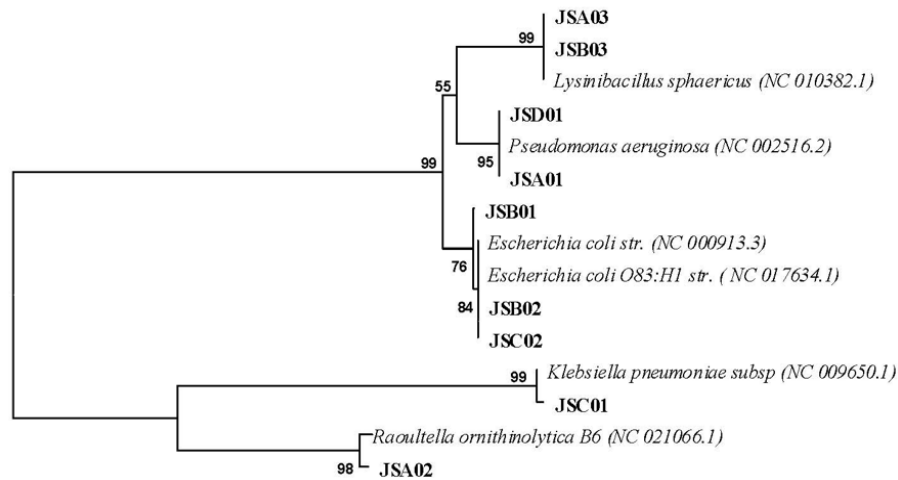 JSA03
99
JSB03
Lysinibacillus sphaericus (NC 010382.1)
55
JSD01
Pseudomonas aeruginosa (NC 002516.2)
99
95
JSA01
JSB01
Escherichia coli str. (NC 000913.3)
76
Escherichia coli O83:H1 str. ( NC 017634.1)
84
JSB02
JSC02
99
Klebsiella pneumoniae subsp (NC 009650.1)
JSC01
Raoultella ornithinolytica B6 (NC 021066.1)
98
JSA02